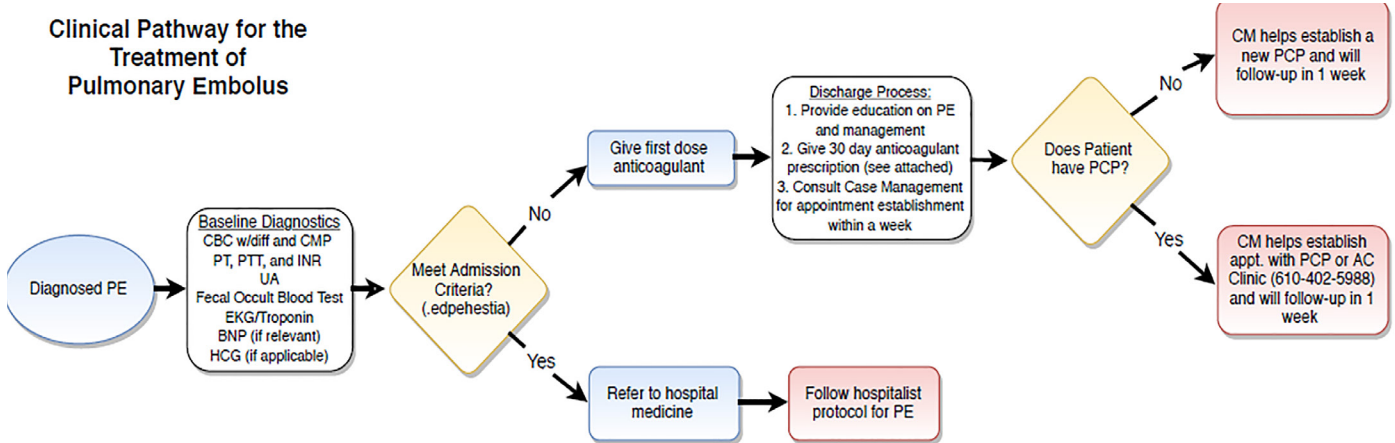 Clinical Pathway for the
Treatment of
Pulmonary Embolus
Diagnosed PE
Baseline Diagnostics
CBC w/diff and CMP
PT, PTT, and INR
UA
Fecal Occult Blood Test
EKG/Troponin
BNP (if relevant)
HCG (if applicable)
Meet Admission
Criteria?
(.edpehestia)
No
Give first dose
anticoagulant
Discharge Process:
1. Provide education on PE
and management
2. Give 30 day anticoagulant
prescription (see attached)
3. Consult Case Management
for appointment establishment
within a week
Does Patient
have PCP?
No
CM helps establish a
new PCP and will
follow-up in 1 week
Yes
CM helps establish
appt. with PCP or AC
Clinic (610-402-5988)
and will follow-up in 1
week
Yes
Refer to hospital
medicine
Follow hospitalist
protocol for PE